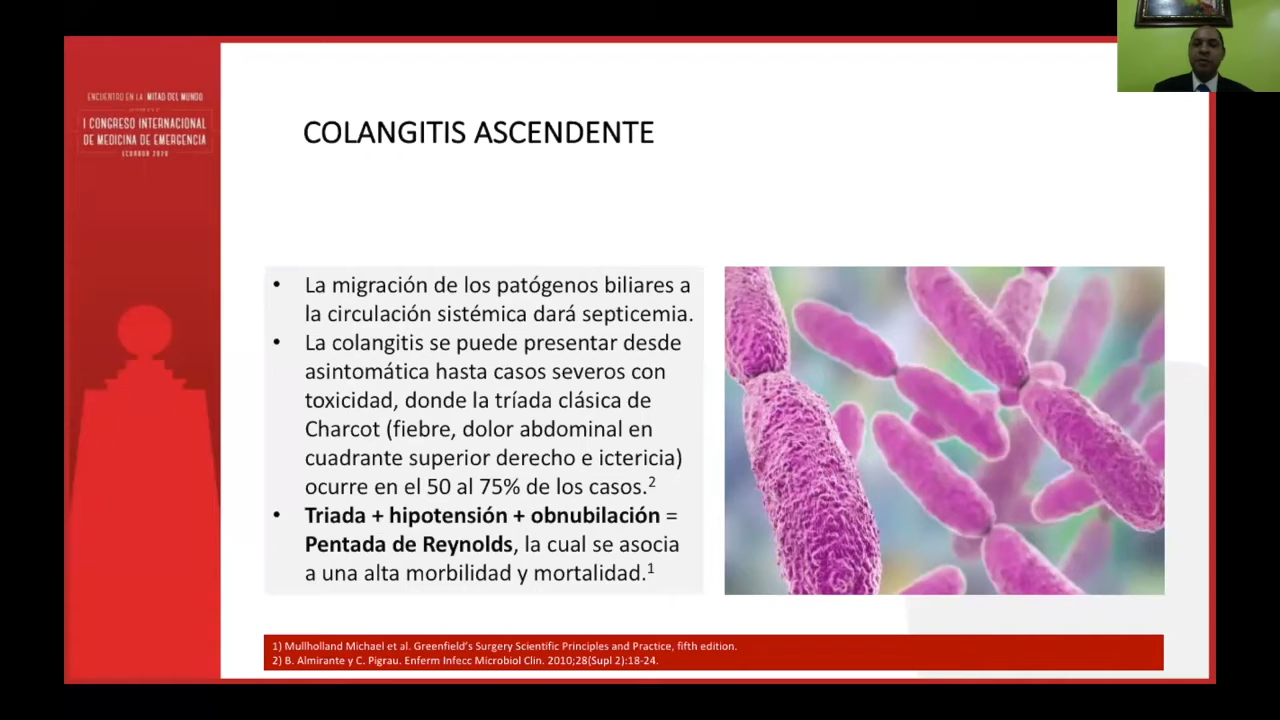 ENCUENTRO EN LA MITAD DEL MUNDO
I CONGRESO INTERNACIONAL
DE MEDICINA DE EMERGENCIA
ECUADOR 2020
COLANGITIS ASCENDENTE
• La migración de los patógenos biliares a
la circulación sistémica dará septicemia.
• La colangitis se puede presentar desde
asintomática hasta casos severos con
toxicidad, donde la tríada clásica de
Charcot (fiebre, dolor abdominal en
cuadrante superior derecho e ictericia)
ocurre en el 50 al 75% de los casos.²
• Triada + hipotensión + obnubilación =
Pentada de Reynolds, la cual se asocia
a una alta morbilidad y mortalidad.¹
1) Mullholland Michael et al. Greenfield's Surgery Scientific Principles and Practice, fifth edition.
2) B. Almirante y C. Pigrau. Enferm Infecc Microbiol Clin. 2010;28(Supl 2):18-24.